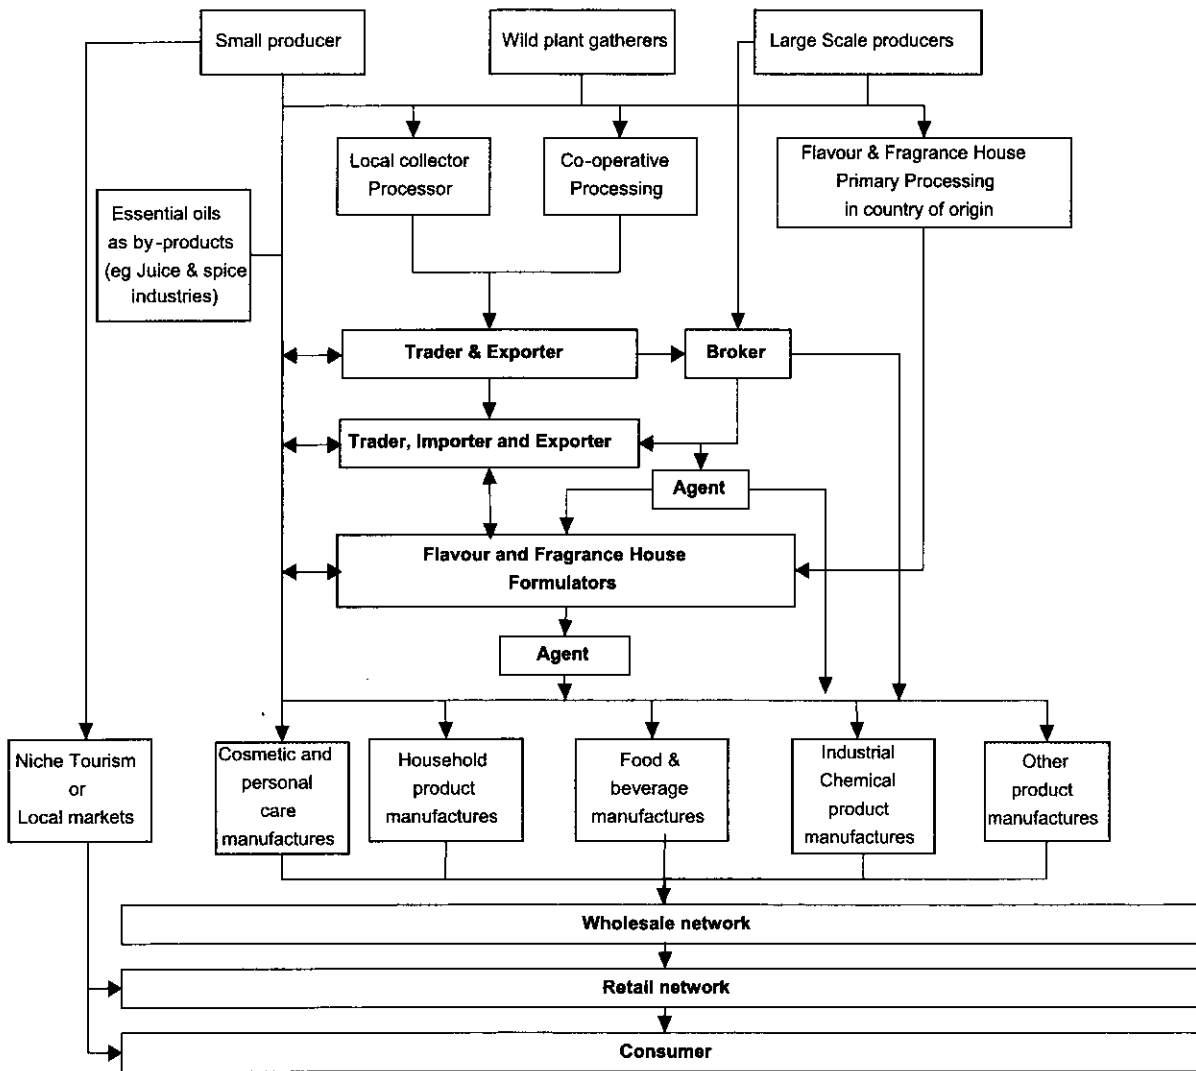 Small producer
Wild plant gatherers
Large Scale producers
Local collector
Processor
Co-operative
Processing
Flavour & Fragrance House
Primary Processing
in country of origin
Essential oils
as by-products
(eg Juice & spice
industries)
Trader & Exporter
Broker
Trader, Importer and Exporter
Agent
Flavour and Fragrance House
Formulators
Agent
Niche Tourism
or
Local markets
Cosmetic and
personal
care
manufactures
Household
product
manufactures
Food &
beverage
manufactures
Industrial
Chemical
product
manufactures
Other
product
manufactures
Wholesale network
Retail network
Consumer